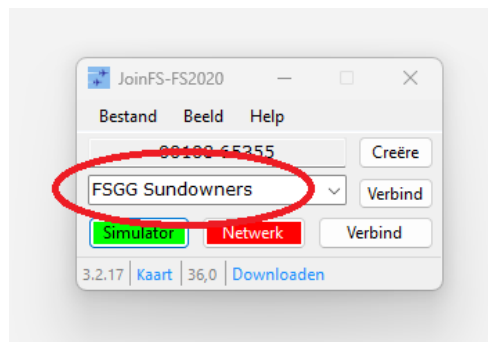 JoinFS-FS2020
Bestand Beeld Help
Creëre
FSGG Sundowners Verbind
Simulator Netwerk Verbind
3.2.17 Kaart 36,0 Downloaden